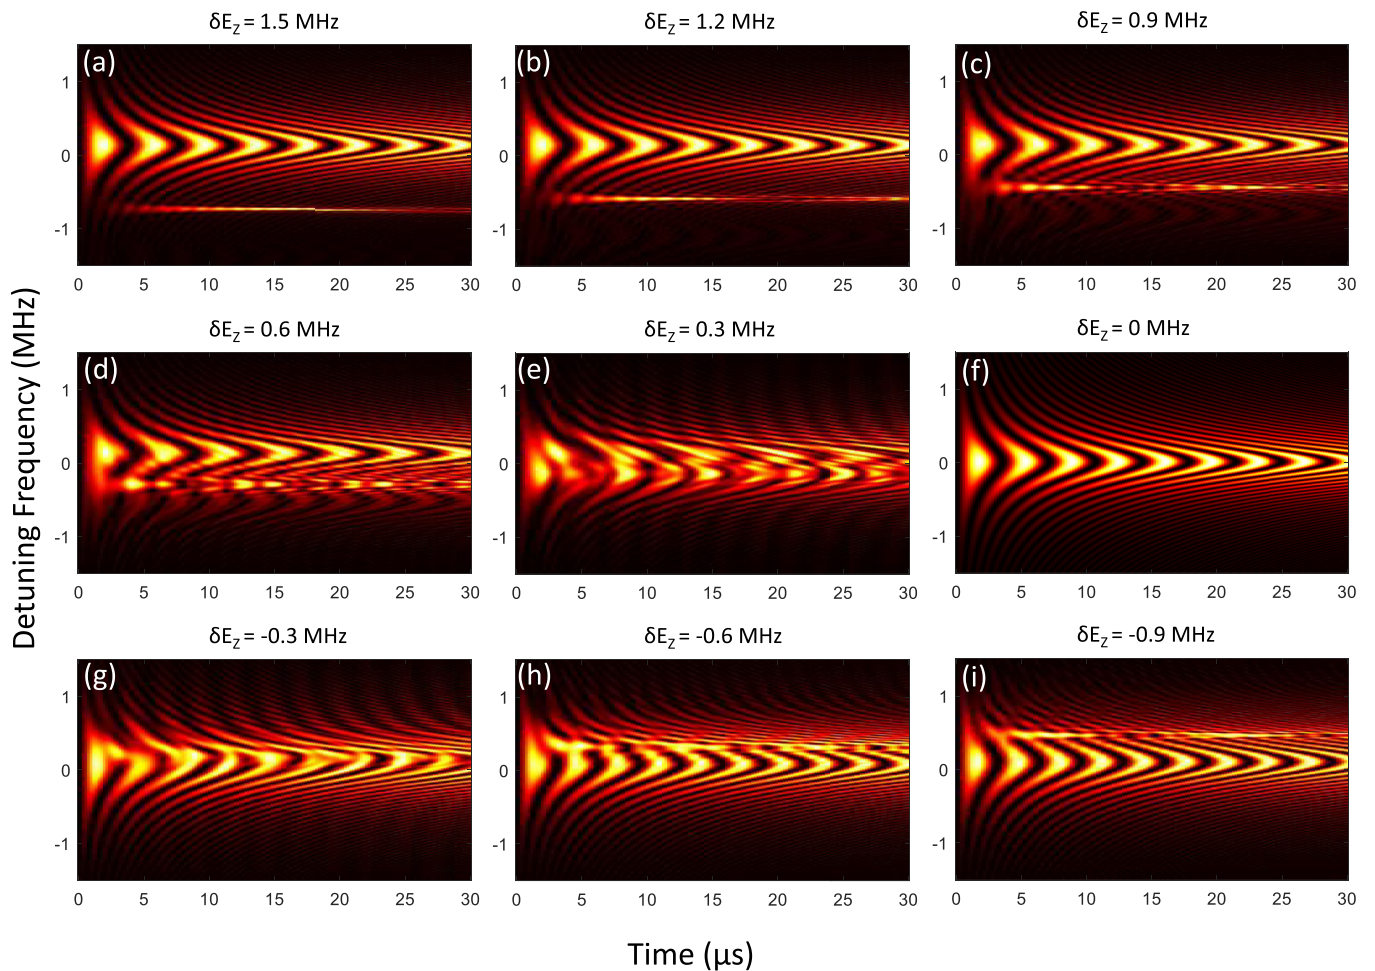 δE_Z = 1.5 MHz
δE_Z = 1.2 MHz
δE_Z = 0.9 MHz
(a)
(b)
(c)
1
0
-1
1
0
-1
1
0
-1
0 5 10 15 20 25 30
0 5 10 15 20 25 30
0 5 10 15 20 25 30
δE_Z = 0.6 MHz
δE_Z = 0.3 MHz
δE_Z = 0 MHz
(d)
(e)
(f)
1
0
-1
1
0
-1
1
0
-1
0 5 10 15 20 25 30
0 5 10 15 20 25 30
0 5 10 15 20 25 30
δE_Z = -0.3 MHz
δE_Z = -0.6 MHz
δE_Z = -0.9 MHz
(g)
(h)
(i)
1
0
-1
1
0
-1
1
0
-1
0 5 10 15 20 25 30
0 5 10 15 20 25 30
0 5 10 15 20 25 30
Detuning Frequency (MHz)
Time (μs)